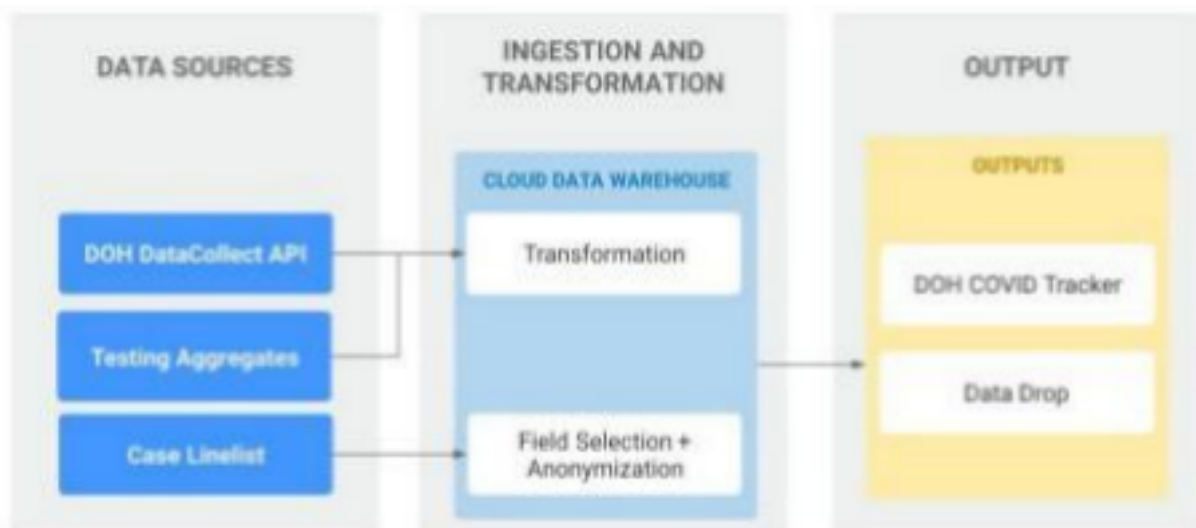 DATA SOURCES
DOH DataCollect API
Testing Aggregates
Case Linelist
INGESTION AND
TRANSFORMATION
CLOUD DATA WAREHOUSE
Transformation
Field Selection +
Anonymization
OUTPUT
OUTPUTS
DOH COVID Tracker
Data Drop